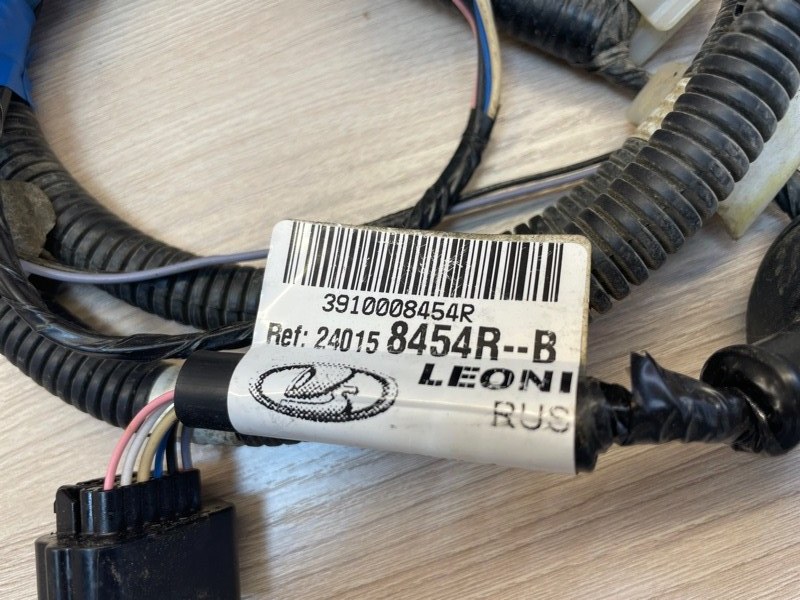 3910008454R
Ref: 24015 8454R--B
LEONI
RUS